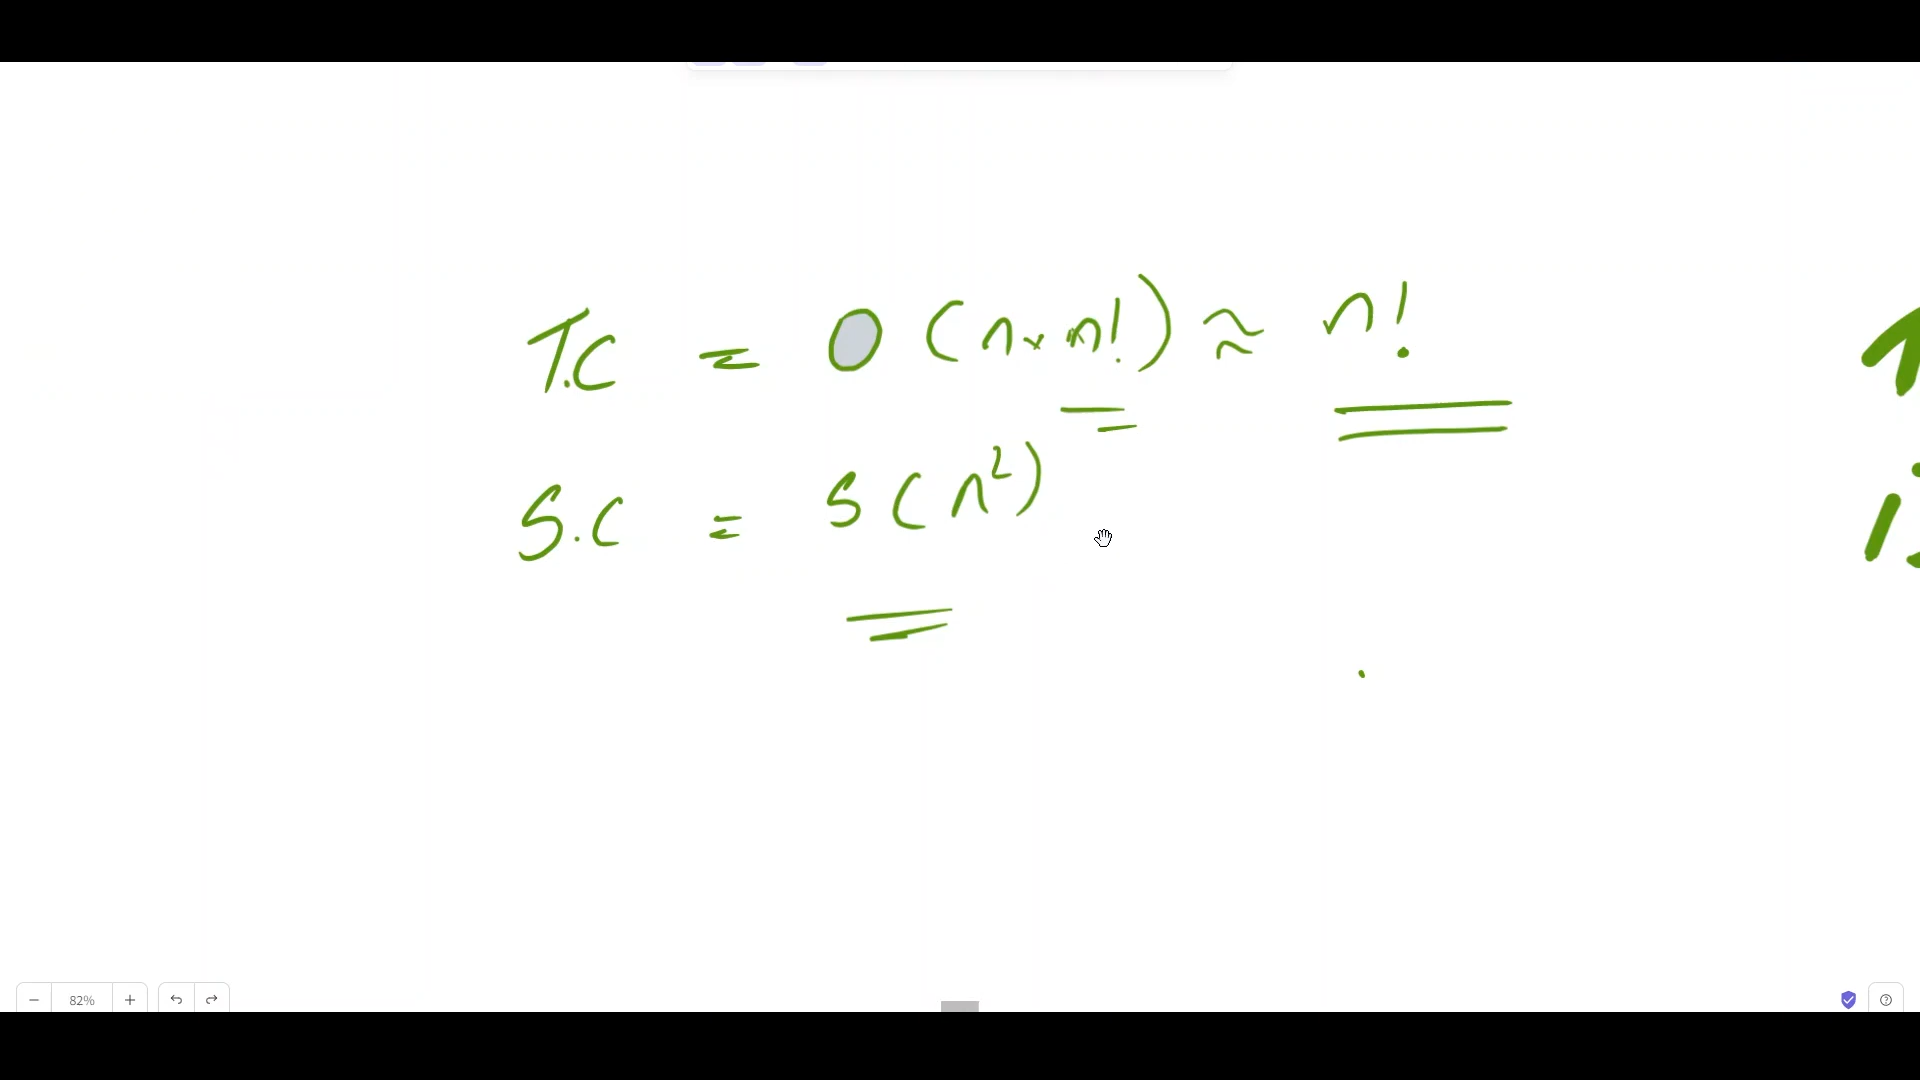 T.C = O (n × n!) ≈ n!
S.C = S (n²)
82%